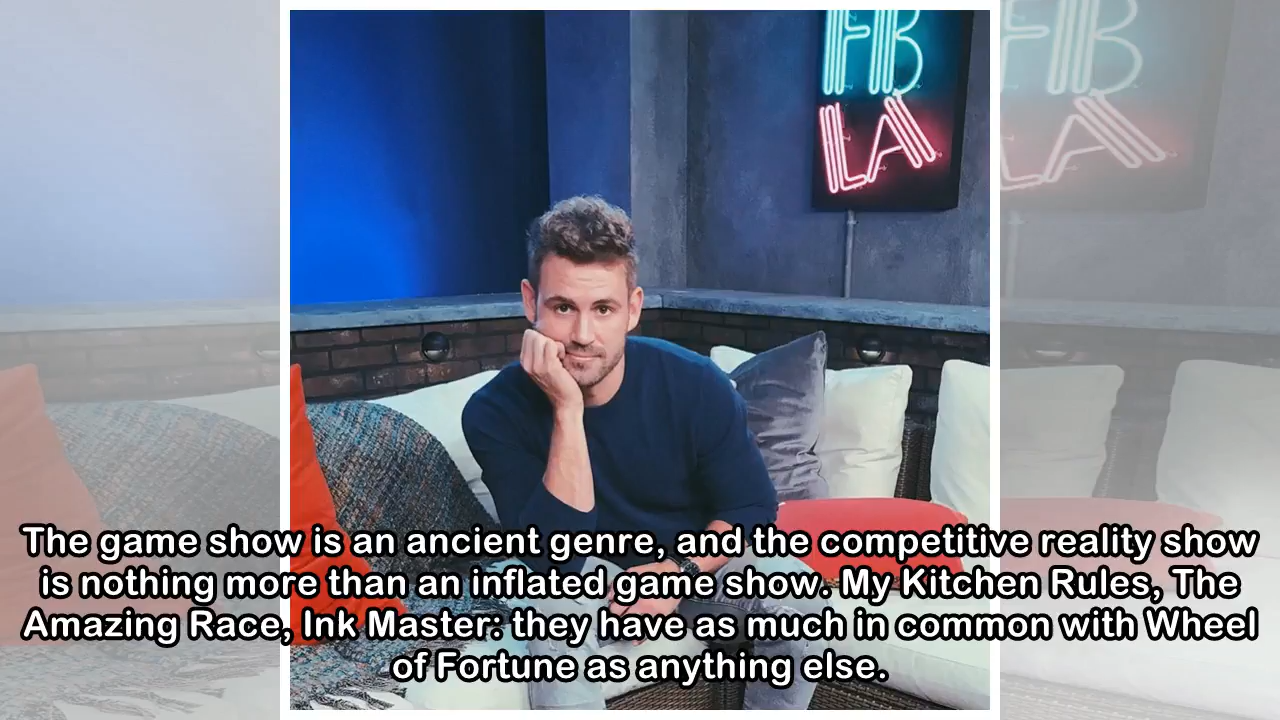 FB
LA
The game show is an ancient genre, and the competitive reality show
is nothing more than an inflated game show. My Kitchen Rules, The
Amazing Race, Ink Master: they have as much in common with Wheel
of Fortune as anything else.